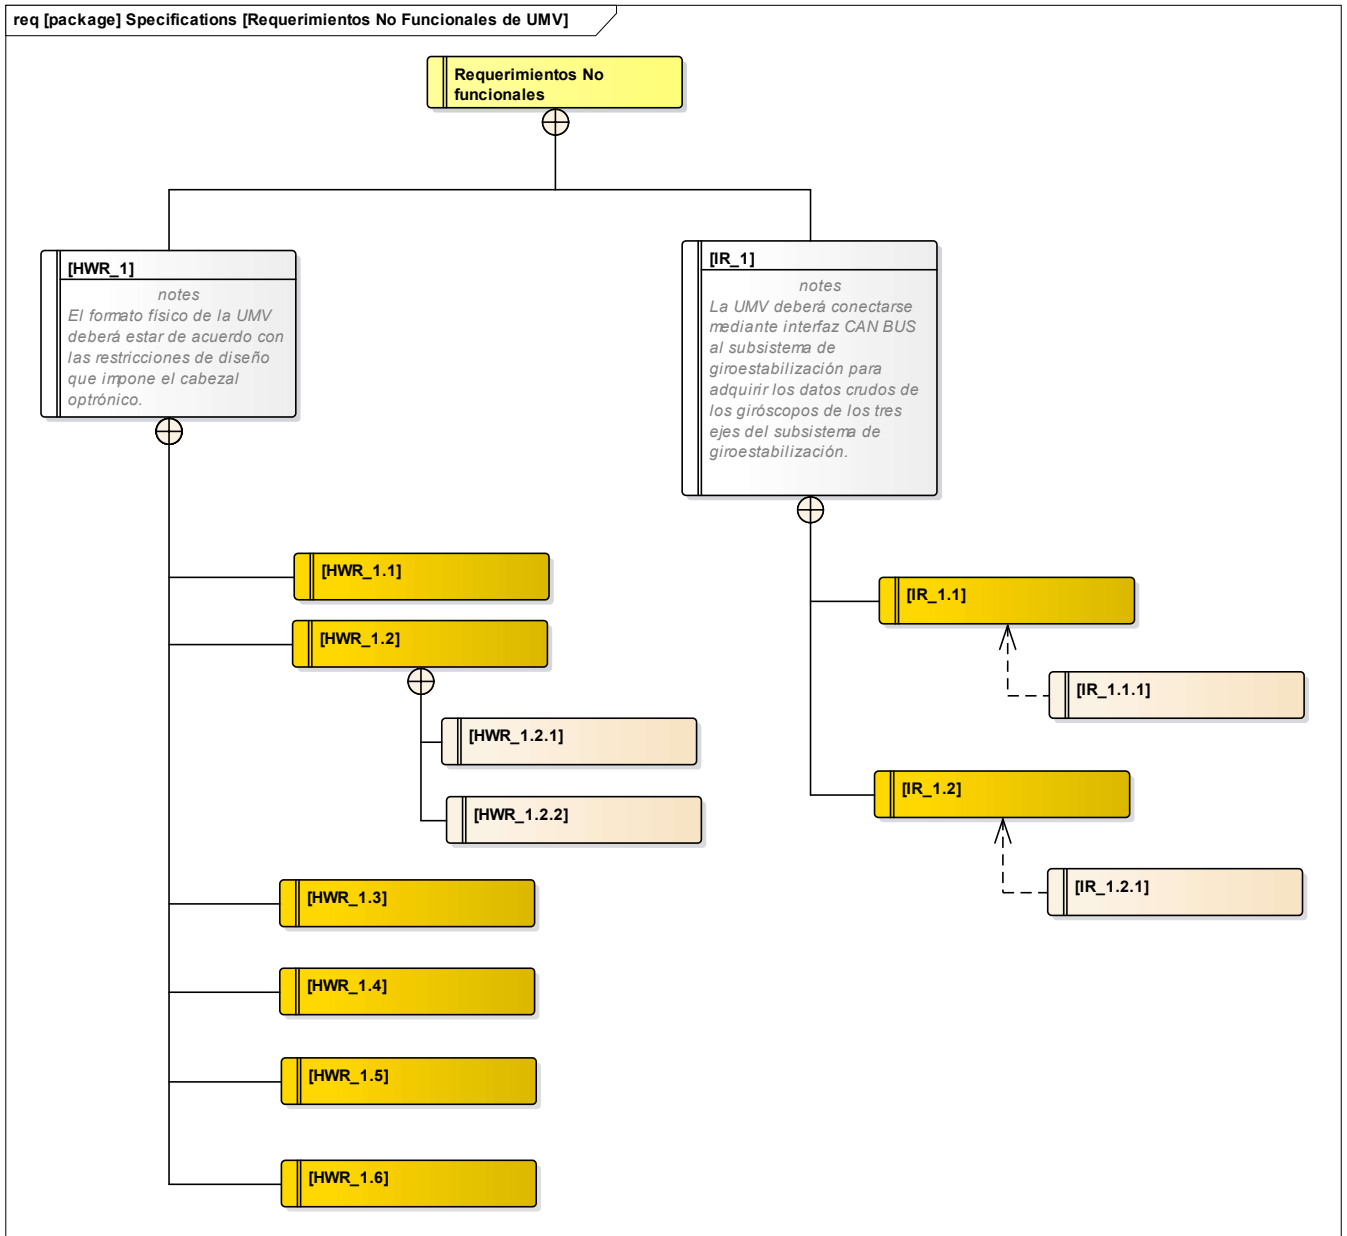 req [package] Specifications [Requerimientos No Funcionales de UMV]
Requerimientos No
funcionales
[HWR_1]
notes
El formato físico de la UMV
deberá estar de acuerdo con
las restricciones de diseño
que impone el cabezal
optrónico.
[IR_1]
notes
La UMV deberá conectarse
mediante interfaz CAN BUS
al subsistema de
giroestabilización para
adquirir los datos crudos de
los giróscopos de los tres
ejes del subsistema de
giroestabilización.
[HWR_1.1]
[HWR_1.2]
[HWR_1.2.1]
[HWR_1.2.2]
[HWR_1.3]
[HWR_1.4]
[HWR_1.5]
[HWR_1.6]
[IR_1.1]
[IR_1.1.1]
[IR_1.2]
[IR_1.2.1]